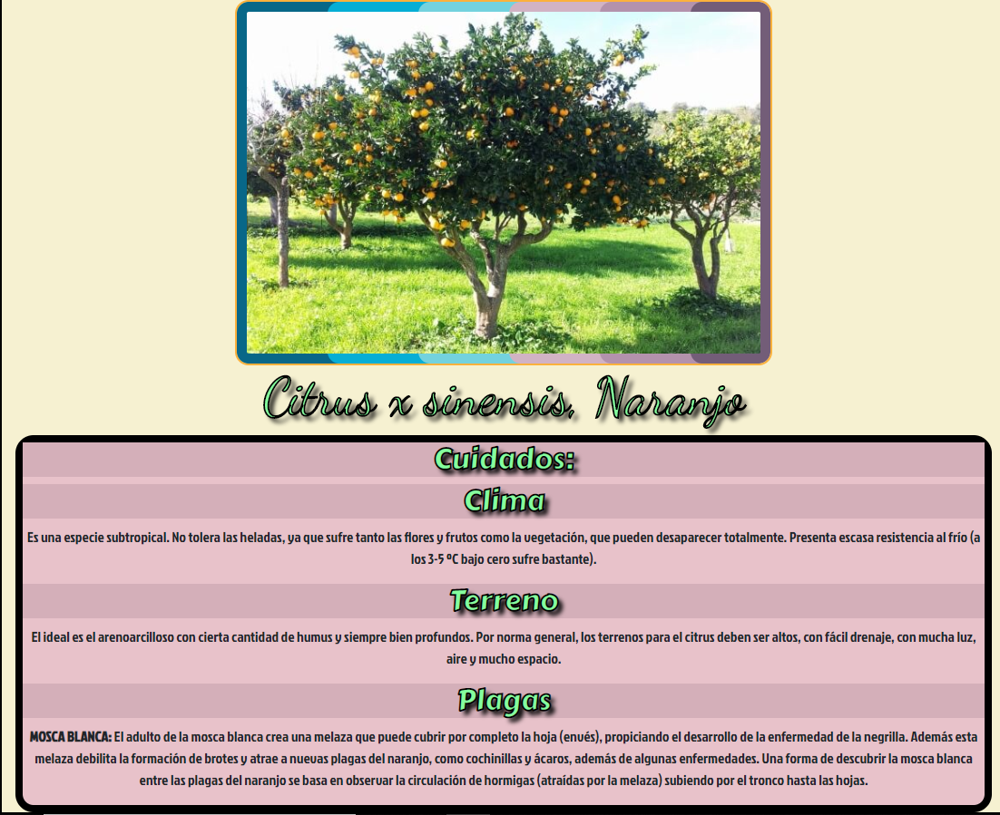 Citrus x sinensis, Naranjo
Cuidados:
Clima
Es una especie subtropical. No tolera las heladas, ya que sufre tanto las flores y frutos como la vegetación, que pueden desaparecer totalmente. Presenta escasa resistencia al frío (a
los 3-5 ºC bajo cero sufre bastante).
Terreno
El ideal es el arenoarcilloso con cierta cantidad de humus y siempre bien profundos. Por norma general, los terrenos para el citrus deben ser altos, con fácil drenaje, con mucha luz,
aire y mucho espacio.
Plagas
MOSCA BLANCA: El adulto de la mosca blanca crea una melaza que puede cubrir por completo la hoja (envés), propiciando el desarrollo de la enfermedad de la negrilla. Además esta
melaza debilita la formación de brotes y atrae a nuevas plagas del naranjo, como cochinillas y ácaros, además de algunas enfermedades. Una forma de descubrir la mosca blanca
entre las plagas del naranjo se basa en observar la circulación de hormigas (atraídas por la melaza) subiendo por el tronco hasta las hojas.